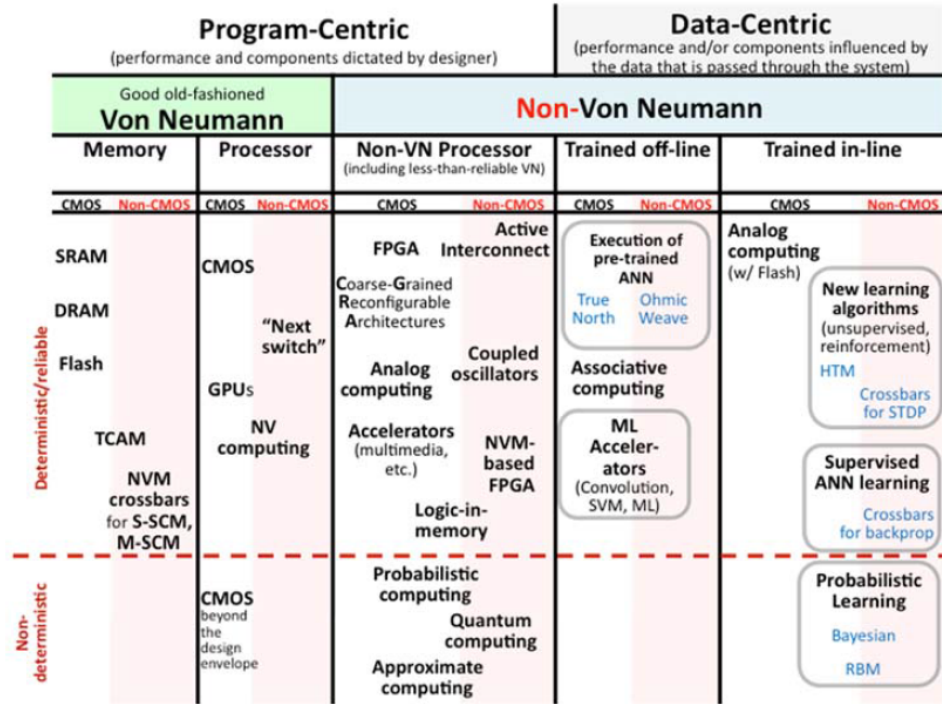 Program-Centric
(performance and components dictated by designer)
Data-Centric
(performance and/or components influenced by
the data that is passed through the system)
Good old-fashioned
Von Neumann
Non-Von Neumann
Memory
Processor
Non-VN Processor
(including less-than-reliable VN)
Trained off-line
Trained in-line
CMOS Non-CMOS
CMOS Non-CMOS
CMOS Non-CMOS
CMOS Non-CMOS
CMOS Non-CMOS
Deterministic/reliable
SRAM
DRAM
Flash
TCAM
NVM
crossbars
for S-SCM,
M-SCM
CMOS
"Next
switch"
GPUs
NV
computing
Active
Interconnect
FPGA
Coarse-Grained
Reconfigurable
Architectures
Coupled
oscillators
Analog
computing
Accelerators
(multimedia,
etc.)
NVM-
based
FPGA
Logic-in-
memory
Execution of
pre-trained
ANN
True
North
Ohmic
Weave
Associative
computing
ML
Acceler-
ators
(Convolution,
SVM, ML)
Analog
computing
(w/ Flash)
New learning
algorithms
(unsupervised,
reinforcement)
HTM
Crossbars
for STDP
Supervised
ANN learning
Crossbars
for backprop
Non-
deterministic
CMOS
beyond
the
design
envelope
Probabilistic
computing
Quantum
computing
Approximate
computing
Probabilistic
Learning
Bayesian
RBM